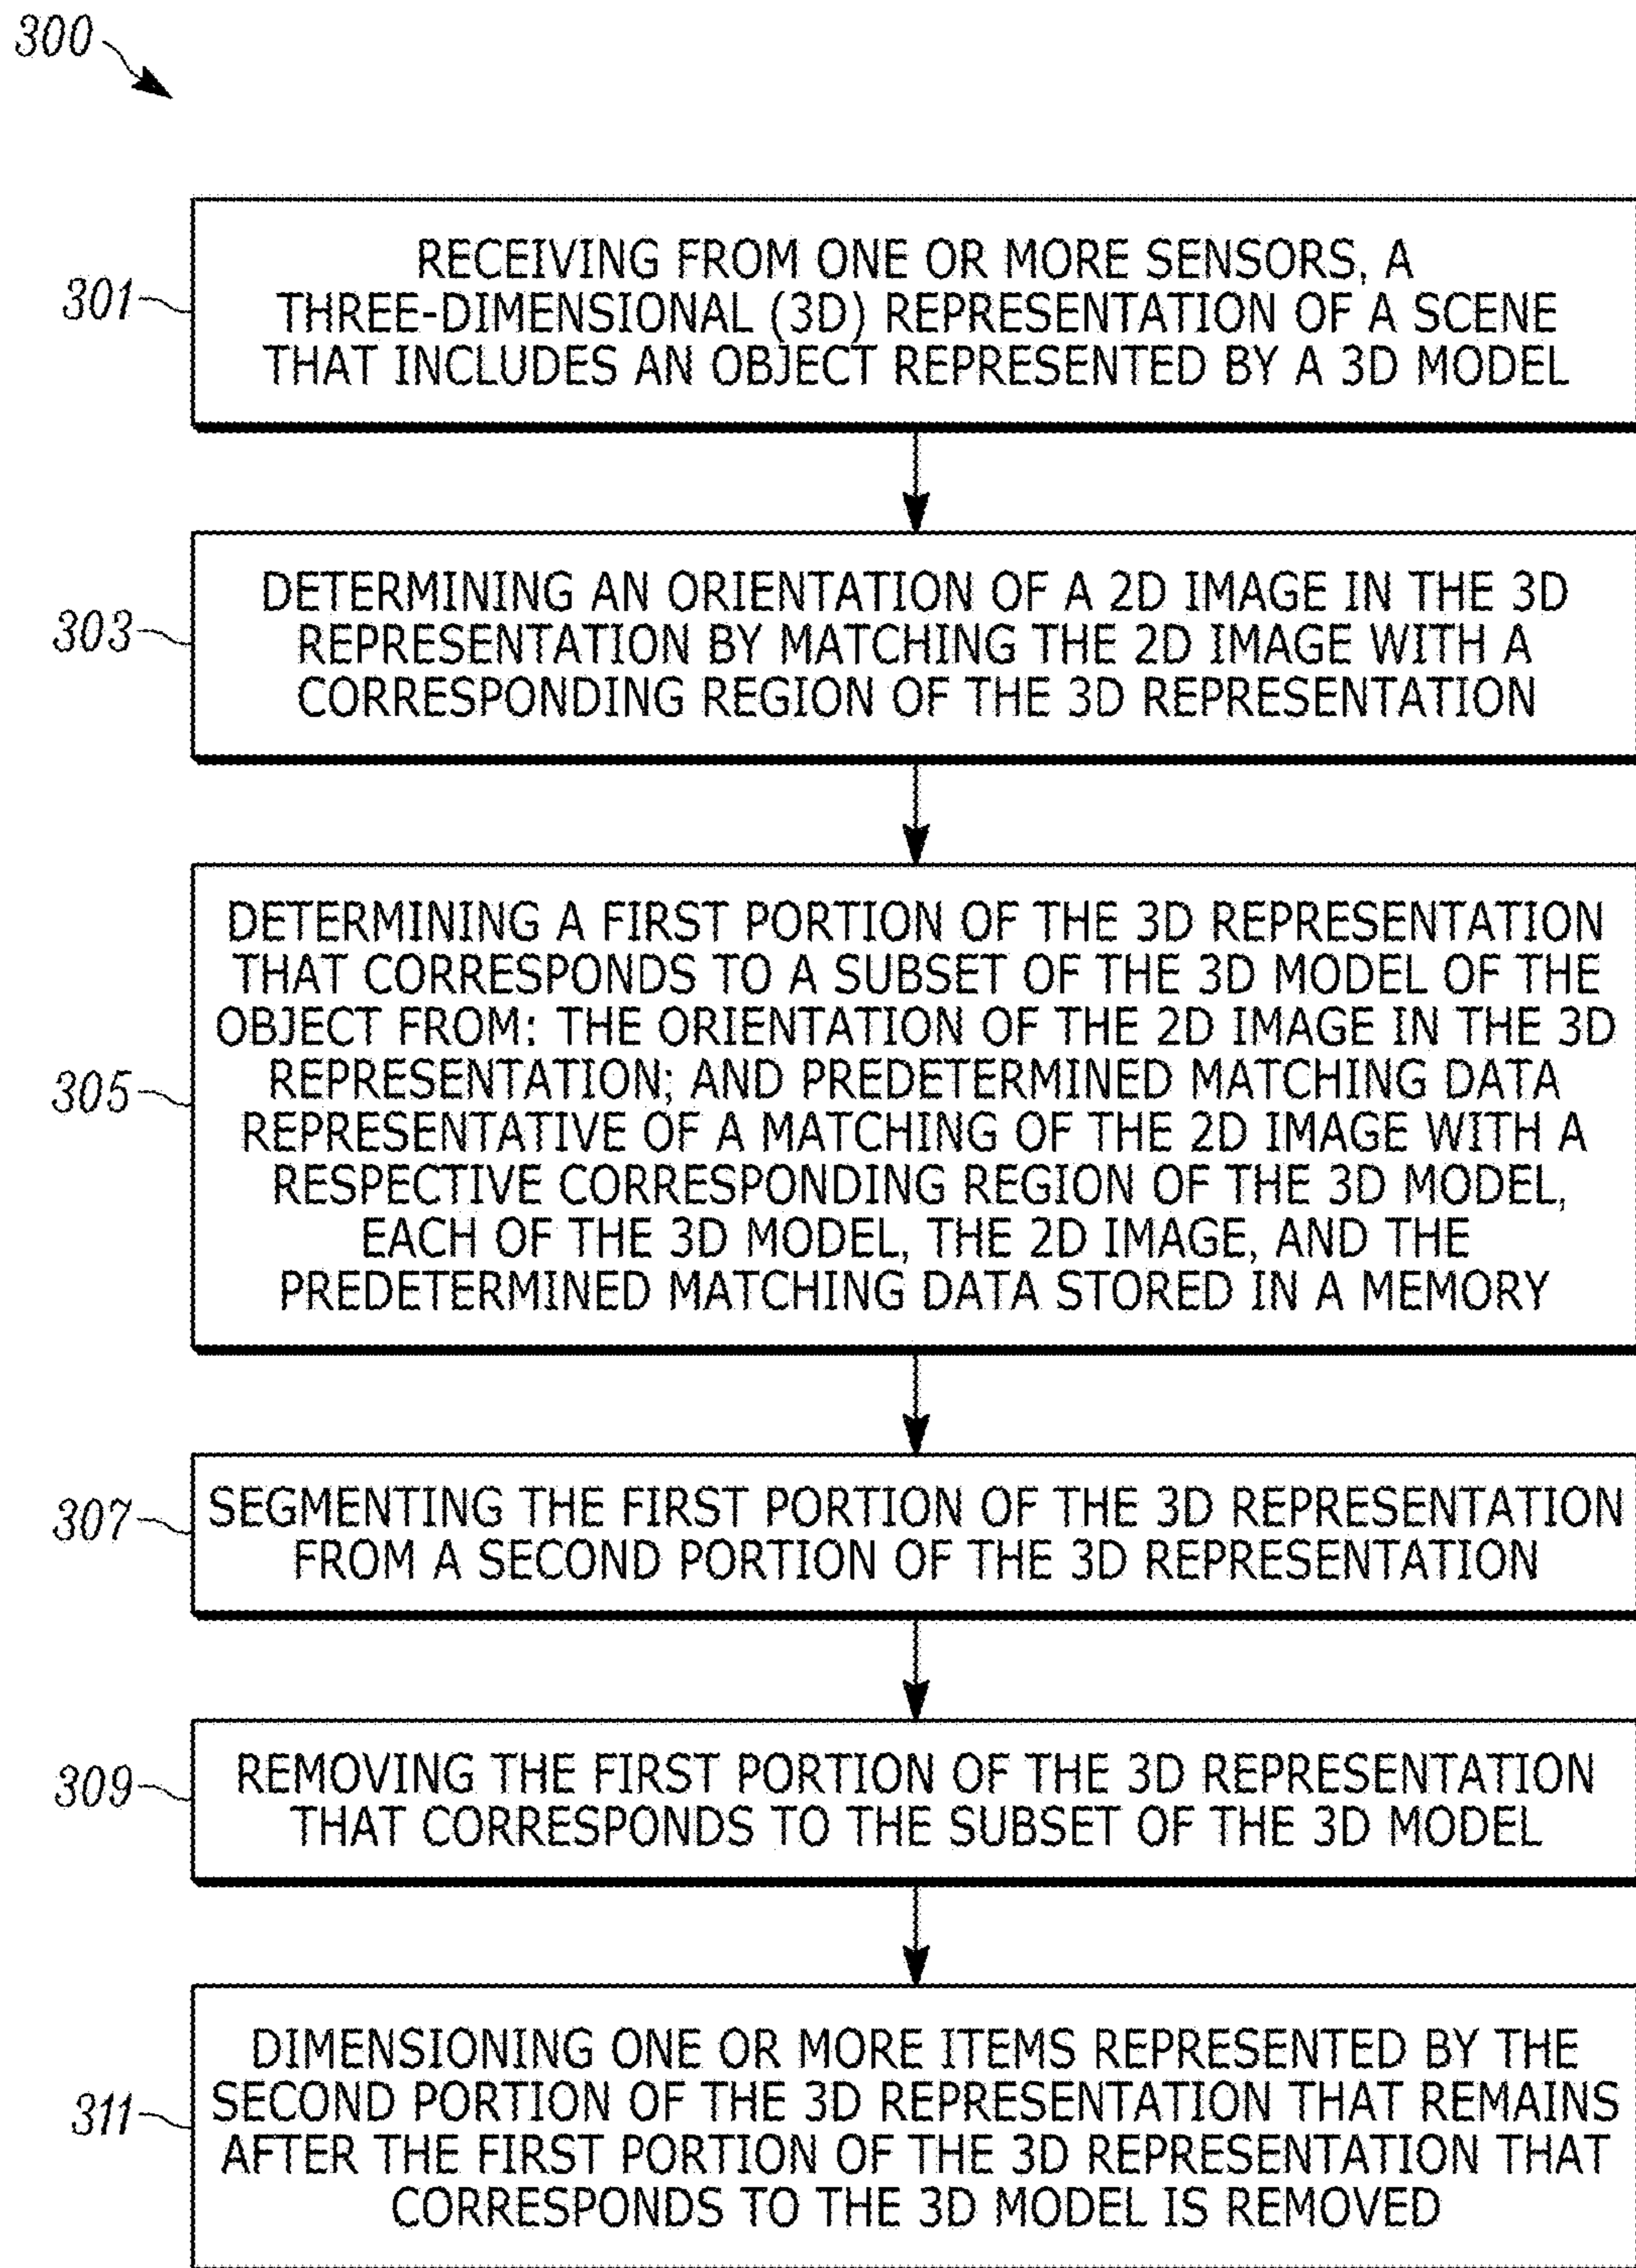 300
301
RECEIVING FROM ONE OR MORE SENSORS, A
THREE-DIMENSIONAL (3D) REPRESENTATION OF A SCENE
THAT INCLUDES AN OBJECT REPRESENTED BY A 3D MODEL
303
DETERMINING AN ORIENTATION OF A 2D IMAGE IN THE 3D
REPRESENTATION BY MATCHING THE 2D IMAGE WITH A
CORRESPONDING REGION OF THE 3D REPRESENTATION
305
DETERMINING A FIRST PORTION OF THE 3D REPRESENTATION
THAT CORRESPONDS TO A SUBSET OF THE 3D MODEL OF THE
OBJECT FROM: THE ORIENTATION OF THE 2D IMAGE IN THE 3D
REPRESENTATION; AND PREDETERMINED MATCHING DATA
REPRESENTATIVE OF A MATCHING OF THE 2D IMAGE WITH A
RESPECTIVE CORRESPONDING REGION OF THE 3D MODEL,
EACH OF THE 3D MODEL, THE 2D IMAGE, AND THE
PREDETERMINED MATCHING DATA STORED IN A MEMORY
307
SEGMENTING THE FIRST PORTION OF THE 3D REPRESENTATION
FROM A SECOND PORTION OF THE 3D REPRESENTATION
309
REMOVING THE FIRST PORTION OF THE 3D REPRESENTATION
THAT CORRESPONDS TO THE SUBSET OF THE 3D MODEL
311
DIMENSIONING ONE OR MORE ITEMS REPRESENTED BY THE
SECOND PORTION OF THE 3D REPRESENTATION THAT REMAINS
AFTER THE FIRST PORTION OF THE 3D REPRESENTATION THAT
CORRESPONDS TO THE 3D MODEL IS REMOVED